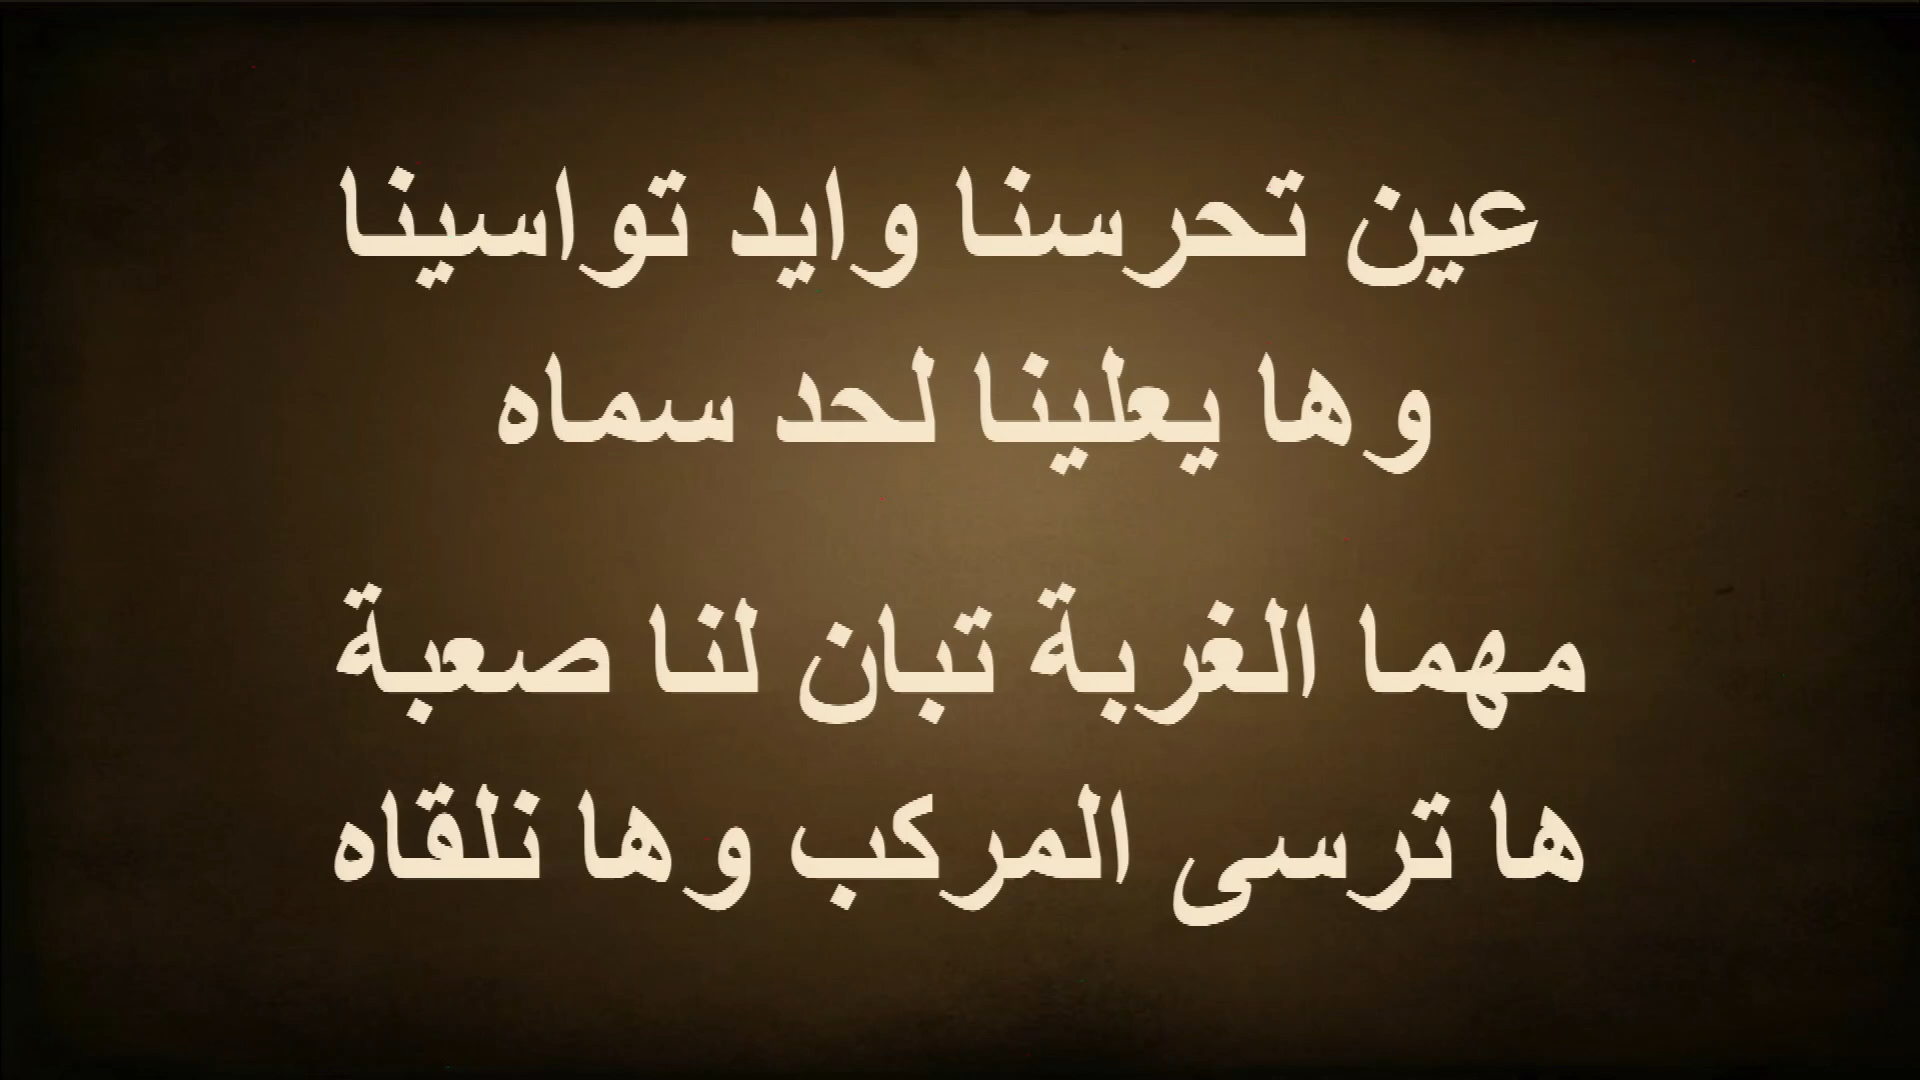 عين تحرسنا وايد تواسينا
وها يعلينا لحد سماه
مهما الغربة تبان لنا صعبة
ها ترسى المركب وها نلقاه